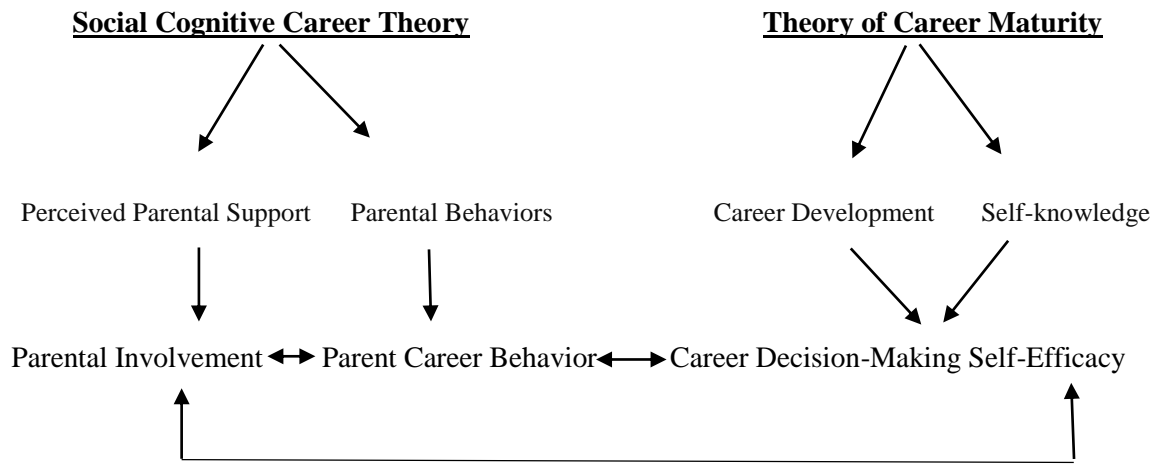 Social Cognitive Career Theory Theory of Career Maturity
Perceived Parental Support Parental Behaviors Career Development Self-knowledge
Parental Involvement Parent Career Behavior Career Decision-Making Self-Efficacy